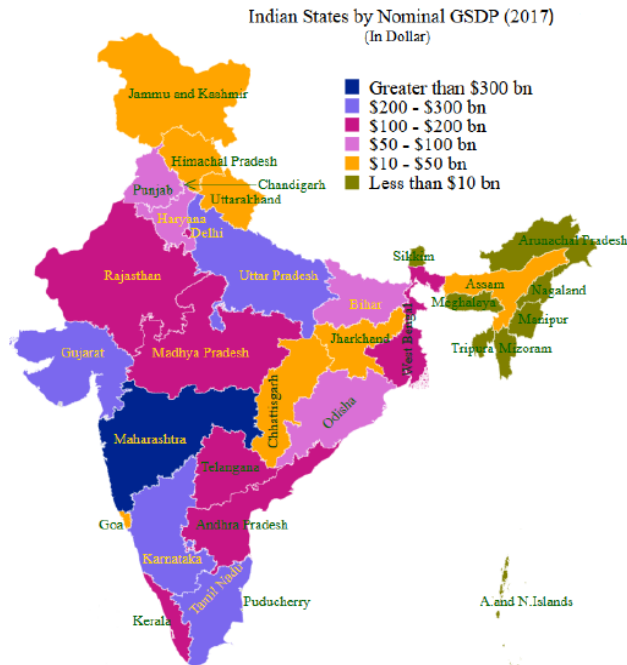 Indian States by Nominal GSDP (2017)
(In Dollar)
Greater than $300 bn
$200 - $300 bn
$100 - $200 bn
$50 - $100 bn
$10 - $50 bn
Less than $10 bn
Jammu and Kashmir
Himachal Pradesh
Punjab
Chandigarh
Uttarakhand
Haryana
Delhi
Rajasthan
Uttar Pradesh
Sikkim
Arunachal Pradesh
Assam
Nagaland
Meghalaya
Manipur
Bihar
Tripura
Mizoram
Jharkhand
West Bengal
Gujarat
Madhya Pradesh
Chhattisgarh
Odisha
Maharashtra
Telangana
Goa
Andhra Pradesh
Karnataka
Tamil Nadu
Puducherry
A.and N.Islands
Kerala